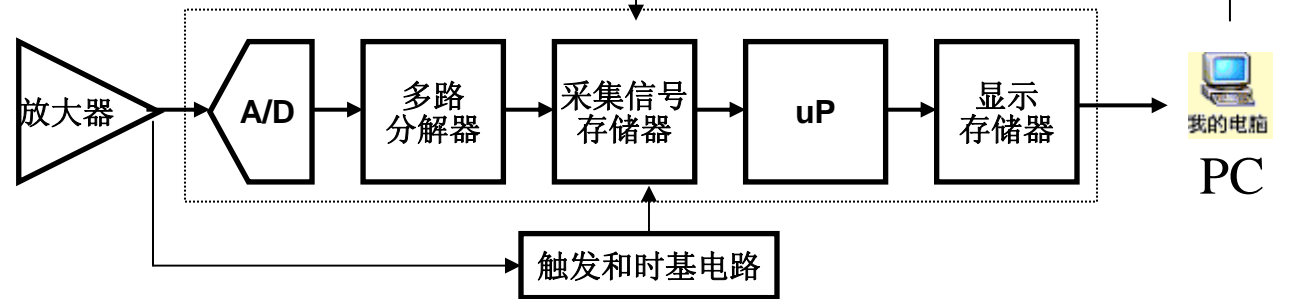 放大器
A/D
多路
分解器
采集信号
存储器
uP
显示
存储器
我的电脑
PC
触发和时基电路